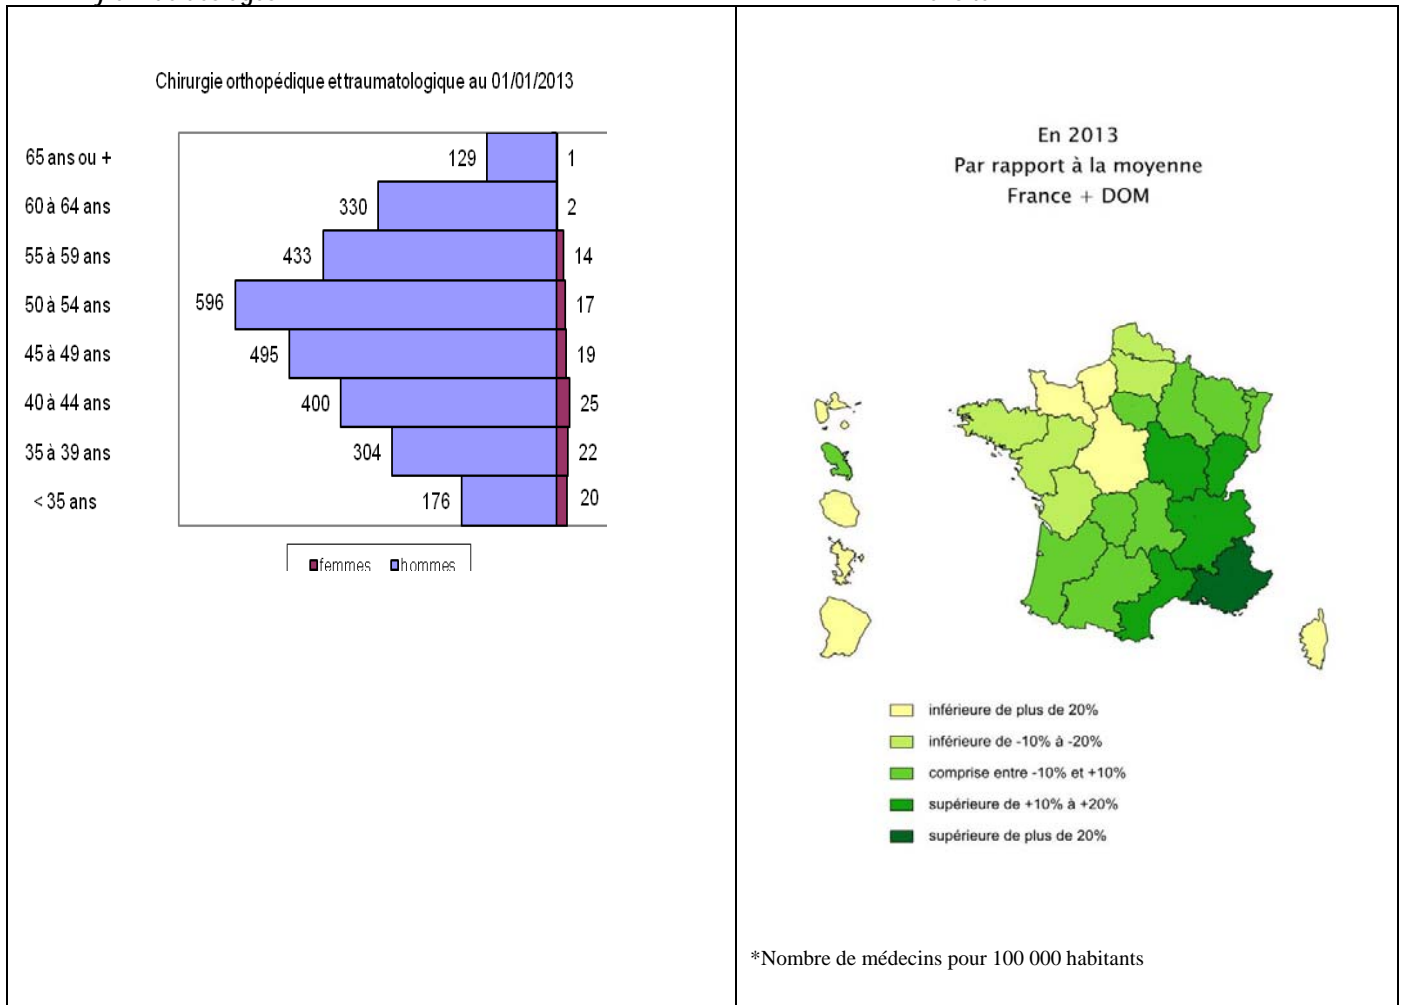 Chirurgie orthopédique et traumatologique au 01/01/2013
65 ans ou + 129 1
60 à 64 ans 330 2
55 à 59 ans 433 14
50 à 54 ans 596 17
45 à 49 ans 495 19
40 à 44 ans 400 25
35 à 39 ans 304 22
< 35 ans 176 20
femmes hommes
En 2013
Par rapport à la moyenne
France + DOM
inférieure de plus de 20%
inférieure de -10% à -20%
comprise entre -10% et +10%
supérieure de +10% à +20%
supérieure de plus de 20%
*Nombre de médecins pour 100 000 habitants